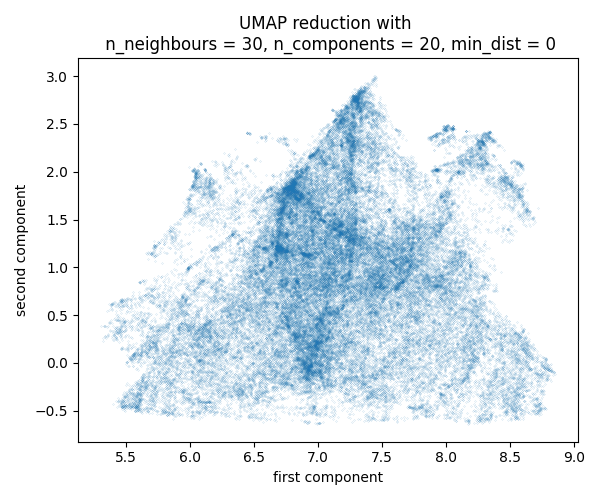 UMAP reduction with
n_neighbours = 30, n_components = 20, min_dist = 0
3.0
2.5
2.0
1.5
1.0
0.5
0.0
−0.5
second component
5.5 6.0 6.5 7.0 7.5 8.0 8.5 9.0
first component